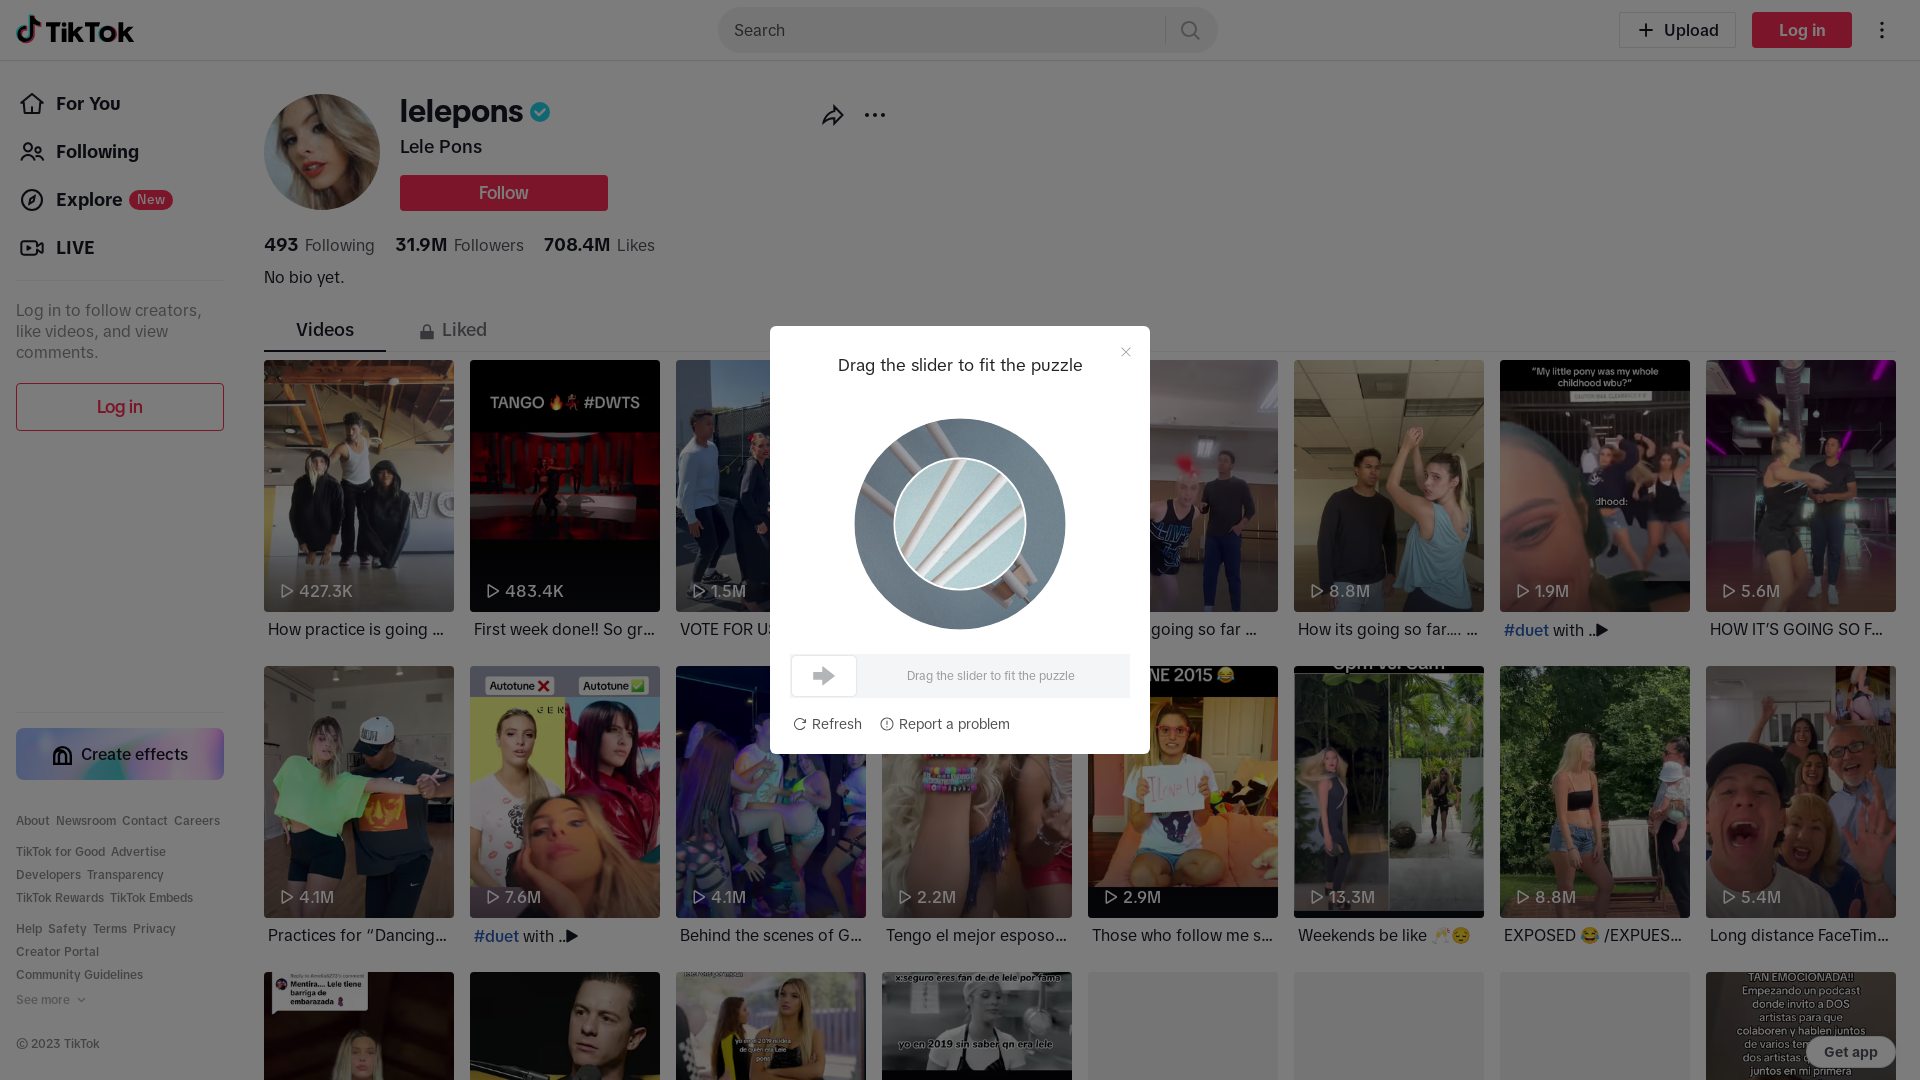 TikTok
Search
Upload
Log in
For You
Following
Explore New
LIVE
Log in to follow creators,
like videos, and view
comments.
Log in
Create effects
About Newsroom Contact Careers
TikTok for Good Advertise
Developers Transparency
TikTok Rewards TikTok Embeds
Help Safety Terms Privacy
Creator Portal
Community Guidelines
See more
© 2023 TikTok
lelepons
Lele Pons
Follow
493 Following 31.9M Followers 708.4M Likes
No bio yet.
Videos
Liked
TANGO 🔥💃 #DWTS
"My little pony was my whole
childhood wbu?"
dhood:
427.3K
483.4K
1.5M
8.8M
1.9M
5.6M
How practice is going ...
First week done!! So gr...
VOTE FOR US
going so far ...
How its going so far.... ...
#duet with ..
HOW IT'S GOING SO F...
Drag the slider to fit the puzzle
Drag the slider to fit the puzzle
Refresh
Report a problem
Autotune ❌
Autotune ✅
GEN
NE 2015 😂
I love U
4.1M
7.6M
4.1M
2.2M
2.9M
13.3M
8.8M
5.4M
Practices for “Dancing...
#duet with ..
Behind the scenes of G...
Tengo el mejor esposo...
Those who follow me s...
Weekends be like 🥂😌
EXPOSED 😂 /EXPUES...
Long distance FaceTim...
Mentira.... Lele tiene
barriga de
embarazada
yo en 2019 sin saber qn era lele
x:seguro eres fan de de lele por fama
TAN EMOCIONADA!!
Empezando un podcast
donde invito a DOS
artistas para que
colaboren y hablen juntos
de varios tem
dos artistas
juntos en mi primera
Get app